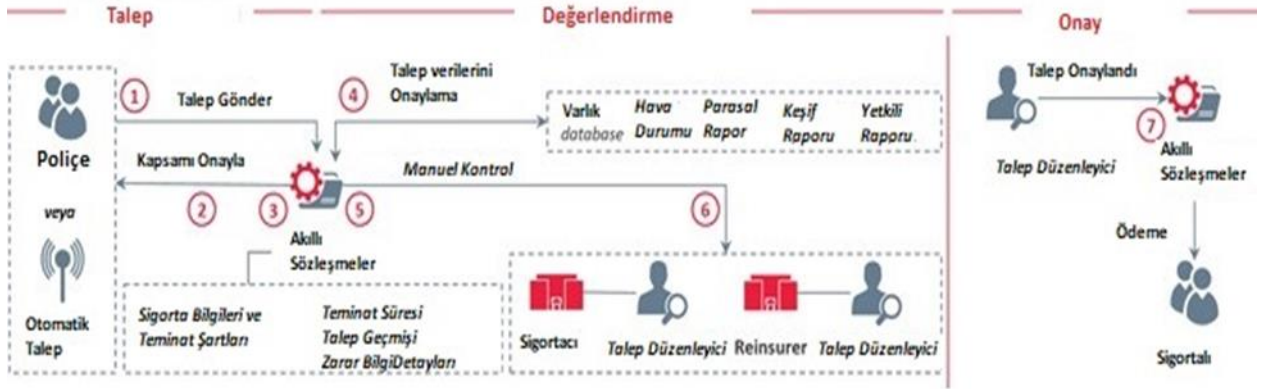 Talep
Değerlendirme
Onay
1
Talep Gönder
4
Talep verilerini
Onaylama
Poliçe
veya
Otomatik
Talep
Kapsamı Onayla
2
3
5
Akıllı
Sözleşmeler
Manuel Kontrol
6
Varlık
database
Hava
Durumu
Parasal
Rapor
Keşif
Raporu
Yetkili
Raporu.
Sigorta Bilgileri ve
Teminat Şartları
Teminat Süresi
Talep Geçmişi
Zarar BilgiDetayları
Sigortacı
Talep Düzenleyici
Reinsurer
Talep Düzenleyici
Talep Onaylandı
7
Talep Düzenleyici
Akıllı
Sözleşmeler
Ödeme
Sigortalı